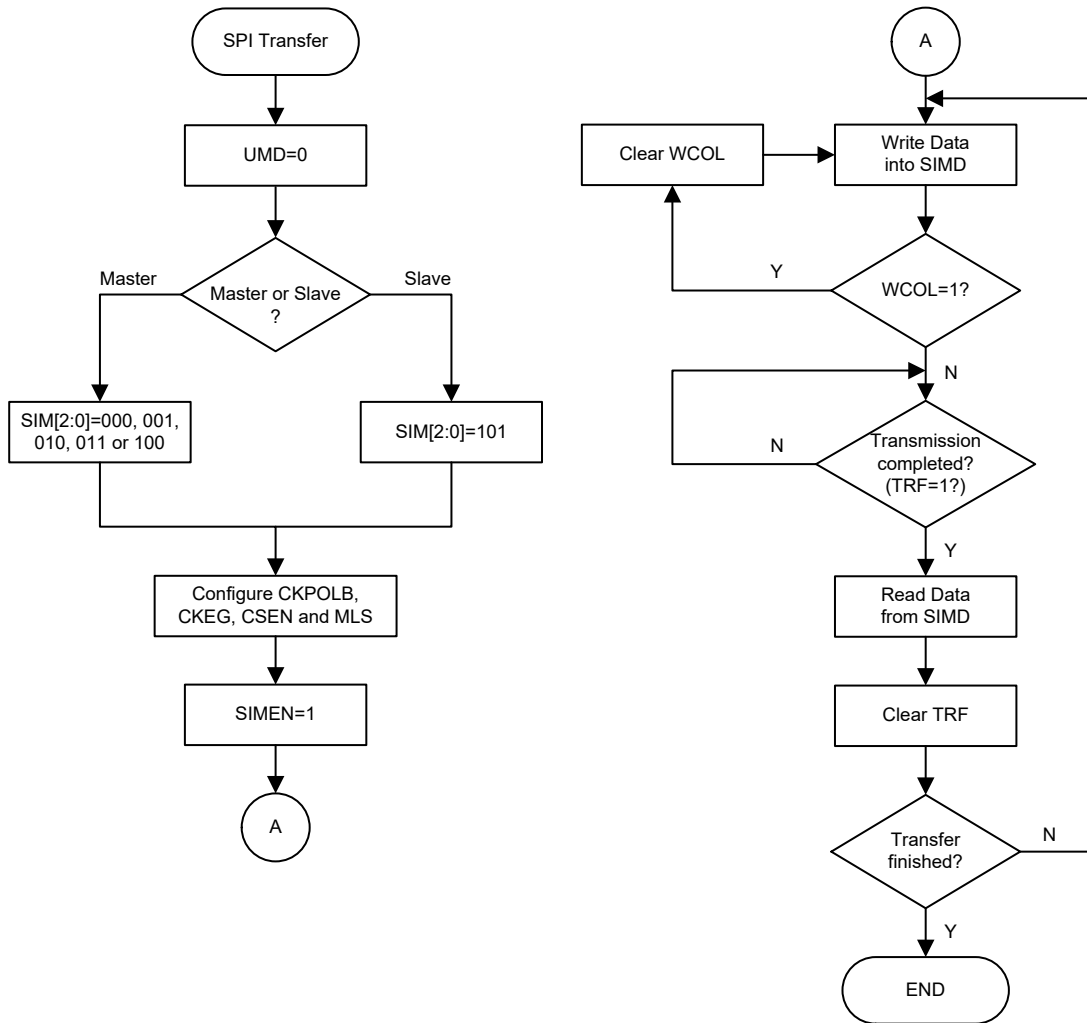 SPI Transfer
UMD=0
Master or Slave
?
Master
Slave
SIM[2:0]=000, 001,
010, 011 or 100
SIM[2:0]=101
Configure CKPOLB,
CKEG, CSEN and MLS
SIMEN=1
A
A
Write Data
into SIMD
Clear WCOL
WCOL=1?
Y
N
Transmission
completed?
(TRF=1?)
N
Y
Read Data
from SIMD
Clear TRF
Transfer
finished?
N
Y
END